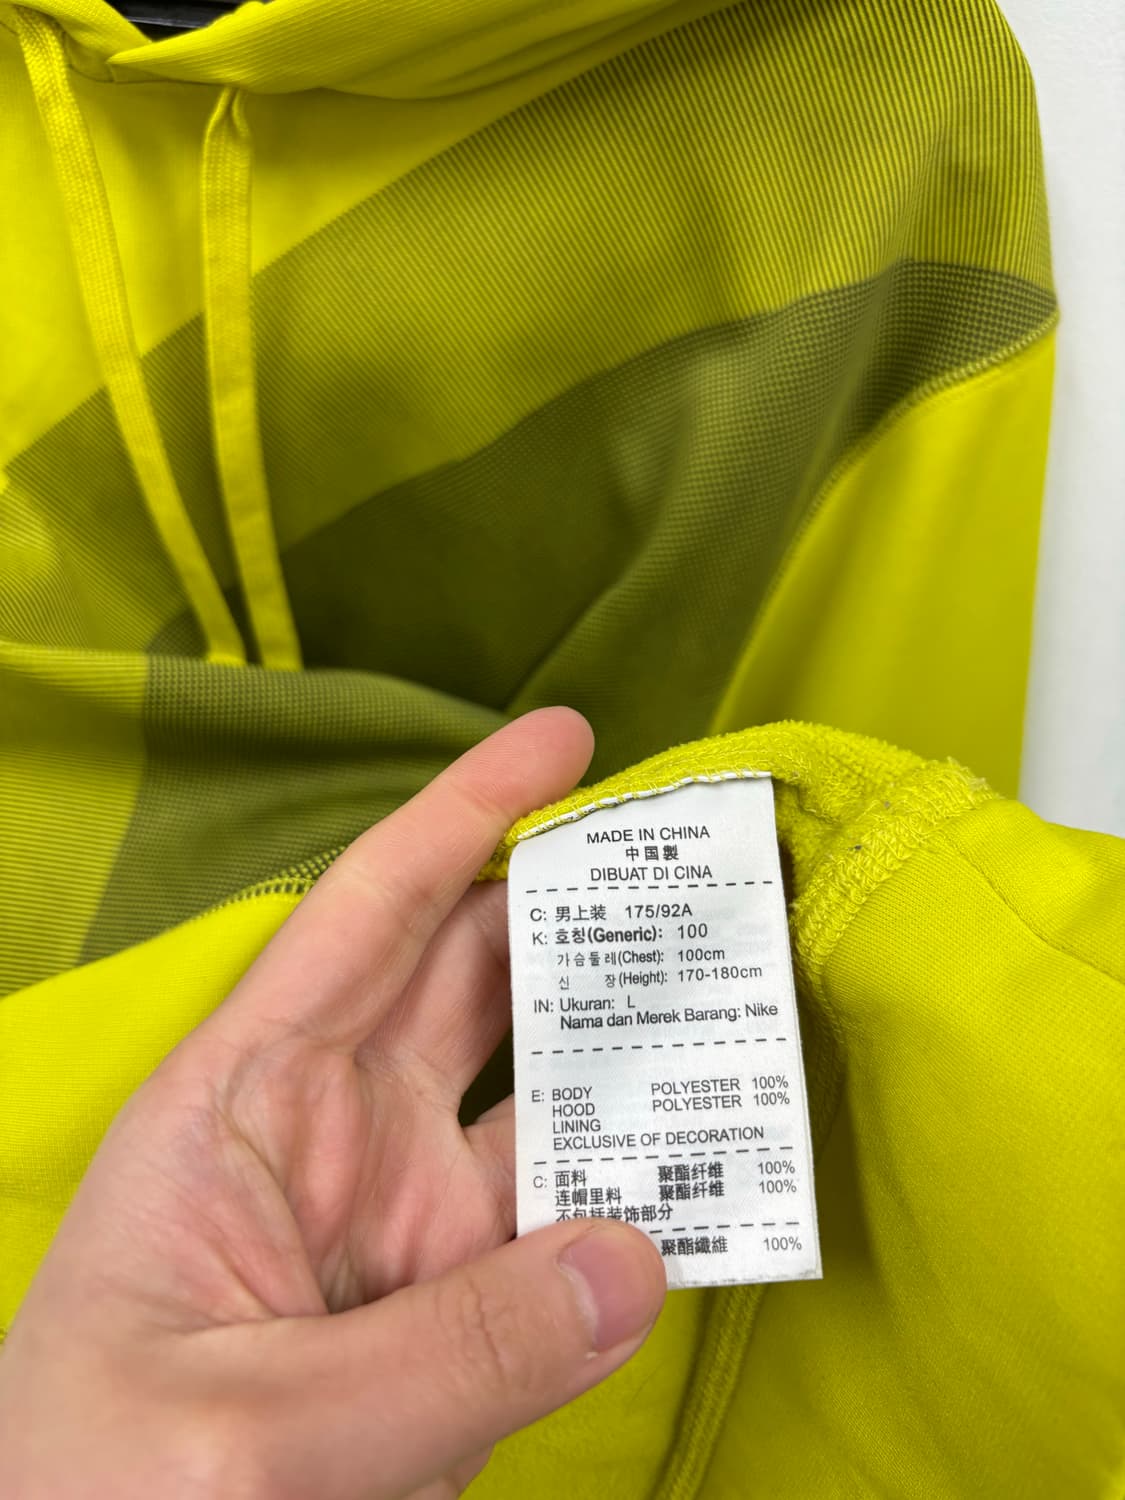 MADE IN CHINA
中国製
DIBUAT DI CINA
C: 男上装 175/92A
K: 호칭(Generic): 100
가슴둘레(Chest): 100cm
신 장(Height): 170-180cm
IN: Ukuran: L
Nama dan Merek Barang: Nike
E: BODY POLYESTER 100%
HOOD POLYESTER 100%
LINING
EXCLUSIVE OF DECORATION
C: 面料 聚酯纤维 100%
连帽里料 聚酯纤维 100%
不包括装饰部分
聚酯纖維 100%